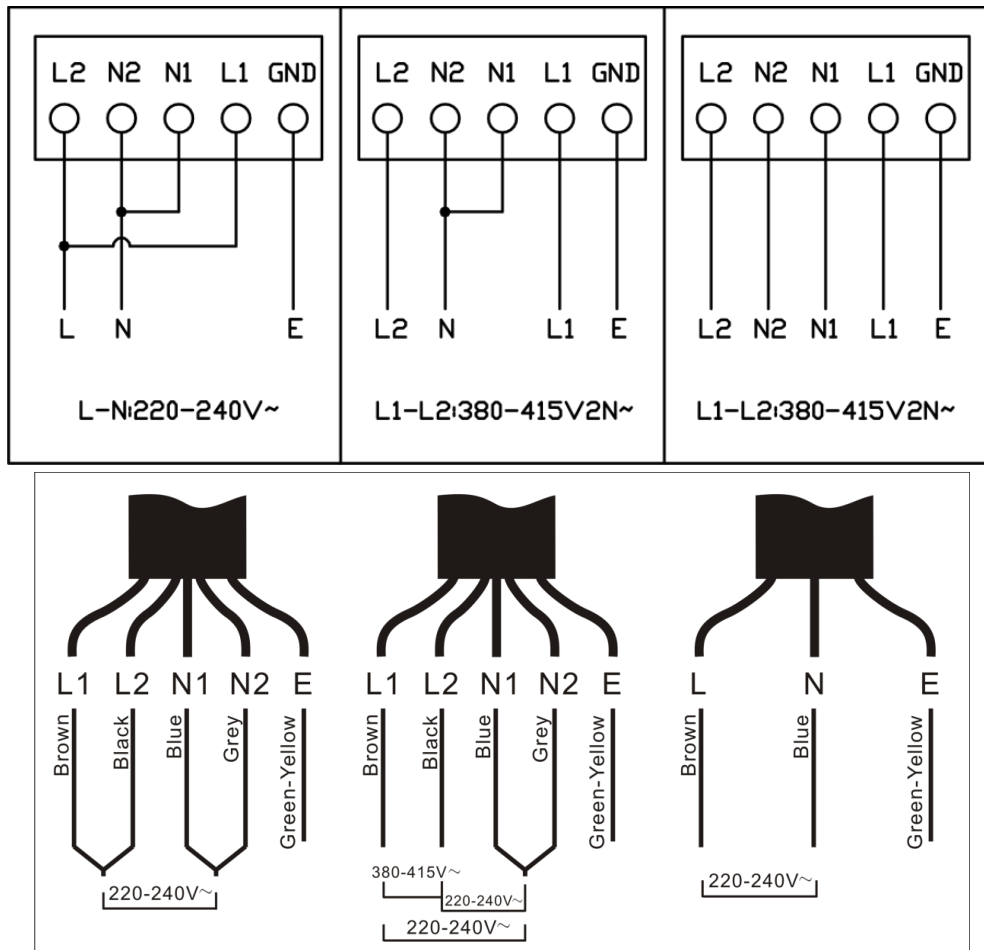 L2 N2 N1 L1 GND
L N E
L-N:220-240V~
L2 N2 N1 L1 GND
L2 N L1 E
L1-L2:380-415V2N~
L2 N2 N1 L1 GND
L2 N2 N1 L1 E
L1-L2:380-415V2N~
L1 L2 N1 N2 E
Brown
Black
Blue
Grey
Green-Yellow
220-240V~
L1 L2 N1 N2 E
Brown
Black
Blue
Grey
Green-Yellow
380-415V~
220-240V~
220-240V~
L N E
Brown
Blue
Green-Yellow
220-240V~